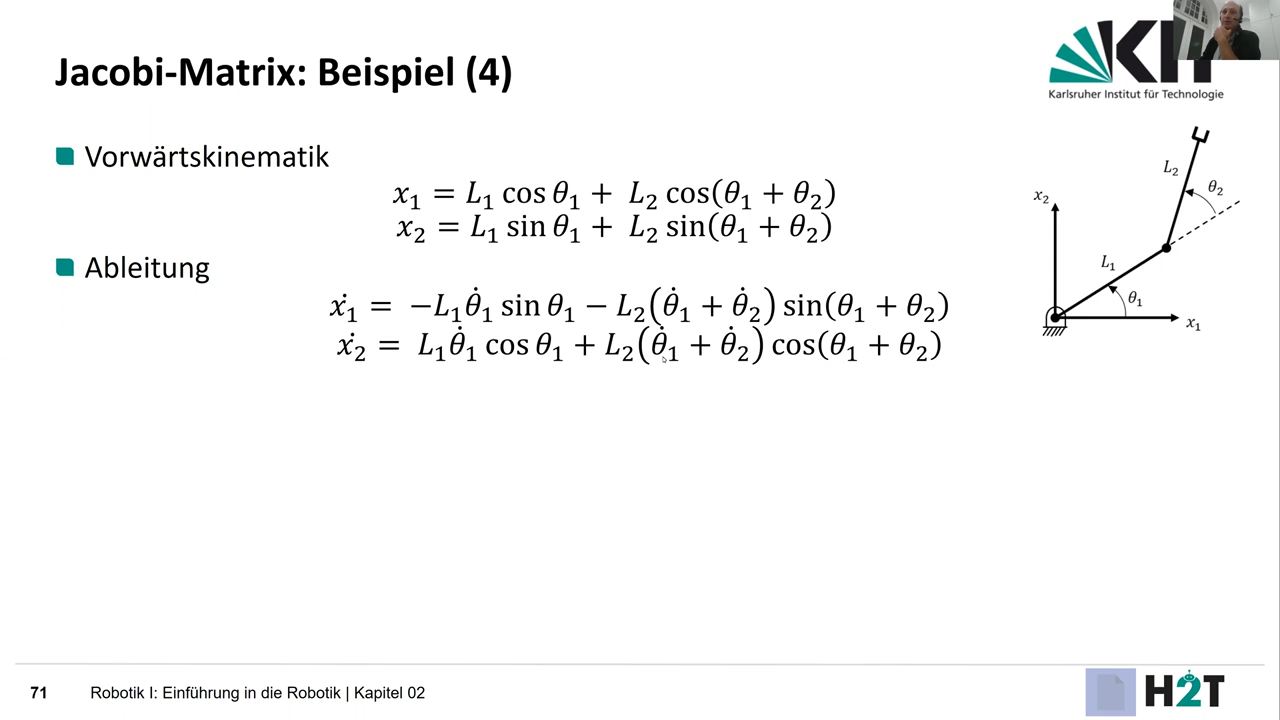 Jacobi-Matrix: Beispiel (4)
KIT
Karlsruher Institut für Technologie
Vorwärtskinematik
x₁ = L₁ cos θ₁ + L₂ cos(θ₁ + θ₂)
x₂ = L₁ sin θ₁ + L₂ sin(θ₁ + θ₂)
Ableitung
ẋ₁ = −L₁θ̇₁ sin θ₁ − L₂(θ̇₁ + θ̇₂) sin(θ₁ + θ₂)
ẋ₂ = L₁θ̇₁ cos θ₁ + L₂(θ̇₁ + θ̇₂) cos(θ₁ + θ₂)
L₂
θ₂
x₂
L₁
θ₁
x₁
71
Robotik I: Einführung in die Robotik | Kapitel 02
H2T